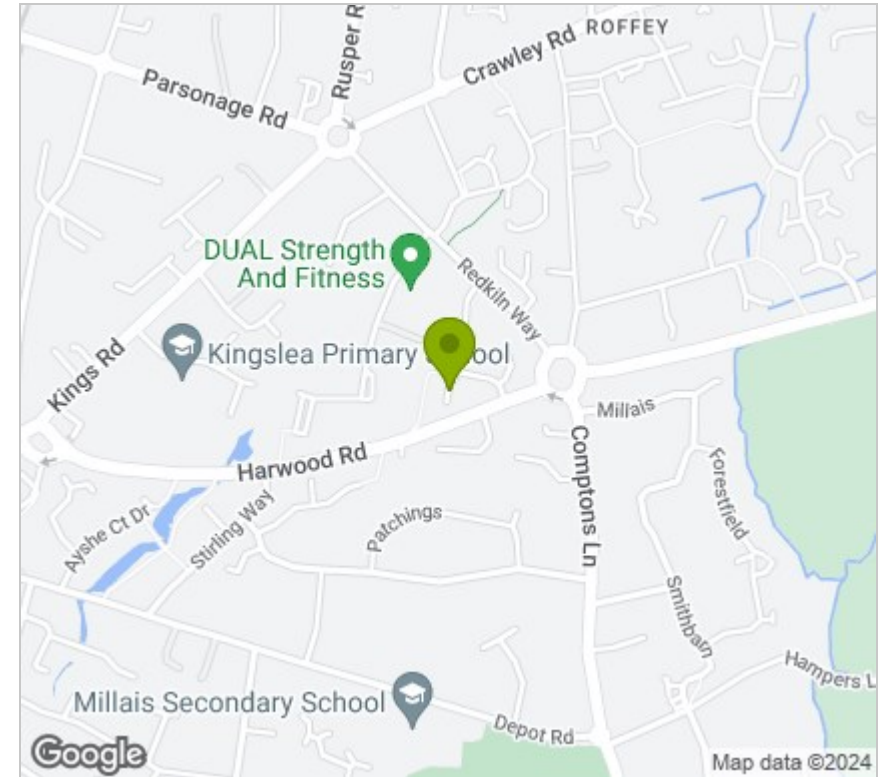 ROFFEY
Crawley Rd
Rusper R
Parsonage Rd
DUAL Strength
And Fitness
Redkiln Way
Kingslea Primary School
Kings Rd
Millais
Harwood Rd
Comptons Ln
Forestfield
Ayshe Ct Dr
Stirling Way
Patchings
Smithbarn
Hampers L
Millais Secondary School
Depot Rd
Google
Map data ©2024